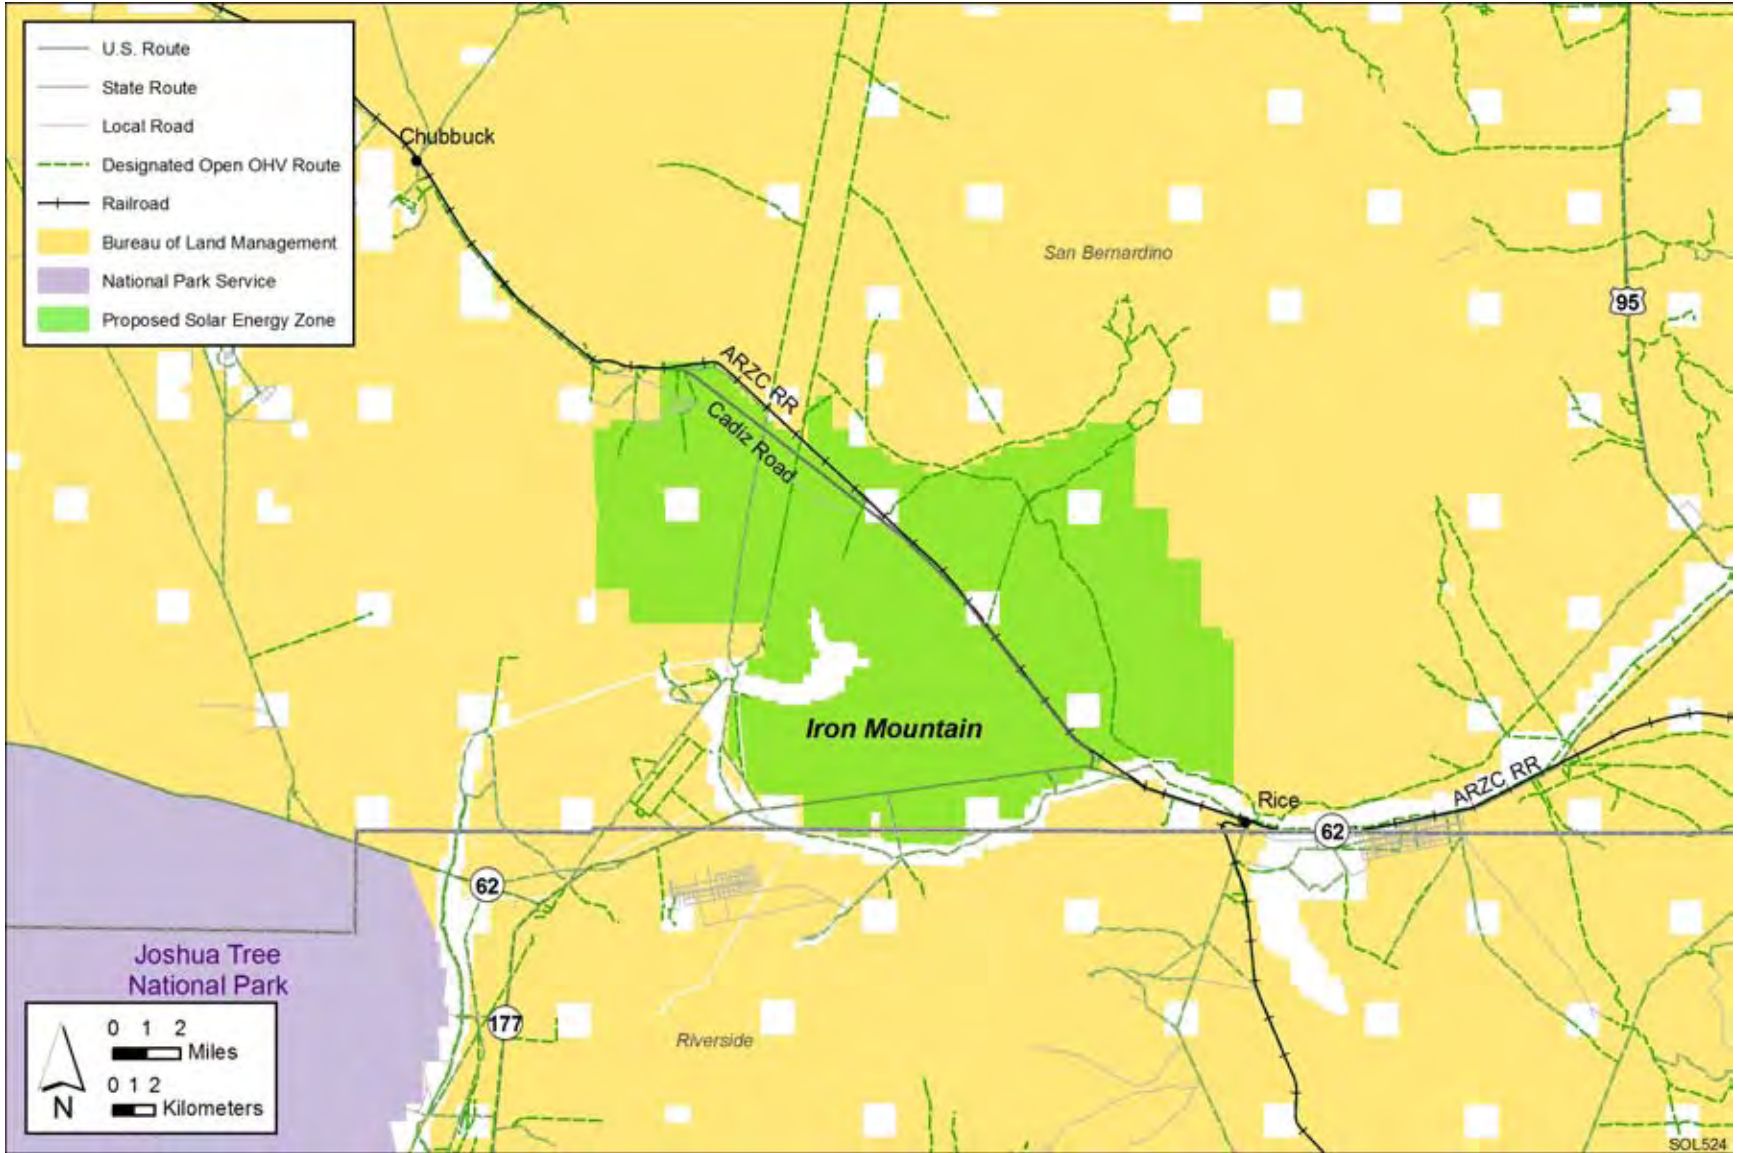 U.S. Route
State Route
Local Road
Designated Open OHV Route
Railroad
Bureau of Land Management
National Park Service
Proposed Solar Energy Zone
Chubbuck
San Bernardino
95
ARZC RR
Cadiz Road
Iron Mountain
Rice
ARZC RR
62
62
Joshua Tree
National Park
177
Riverside
0 1 2
Miles
0 1 2
Kilometers
N
SOL524